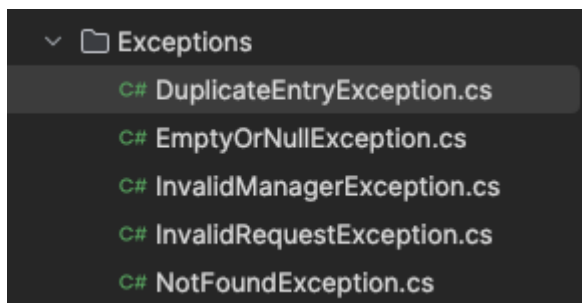 Exceptions
C# DuplicateEntryException.cs
C# EmptyOrNullException.cs
C# InvalidManagerException.cs
C# InvalidRequestException.cs
C# NotFoundException.cs